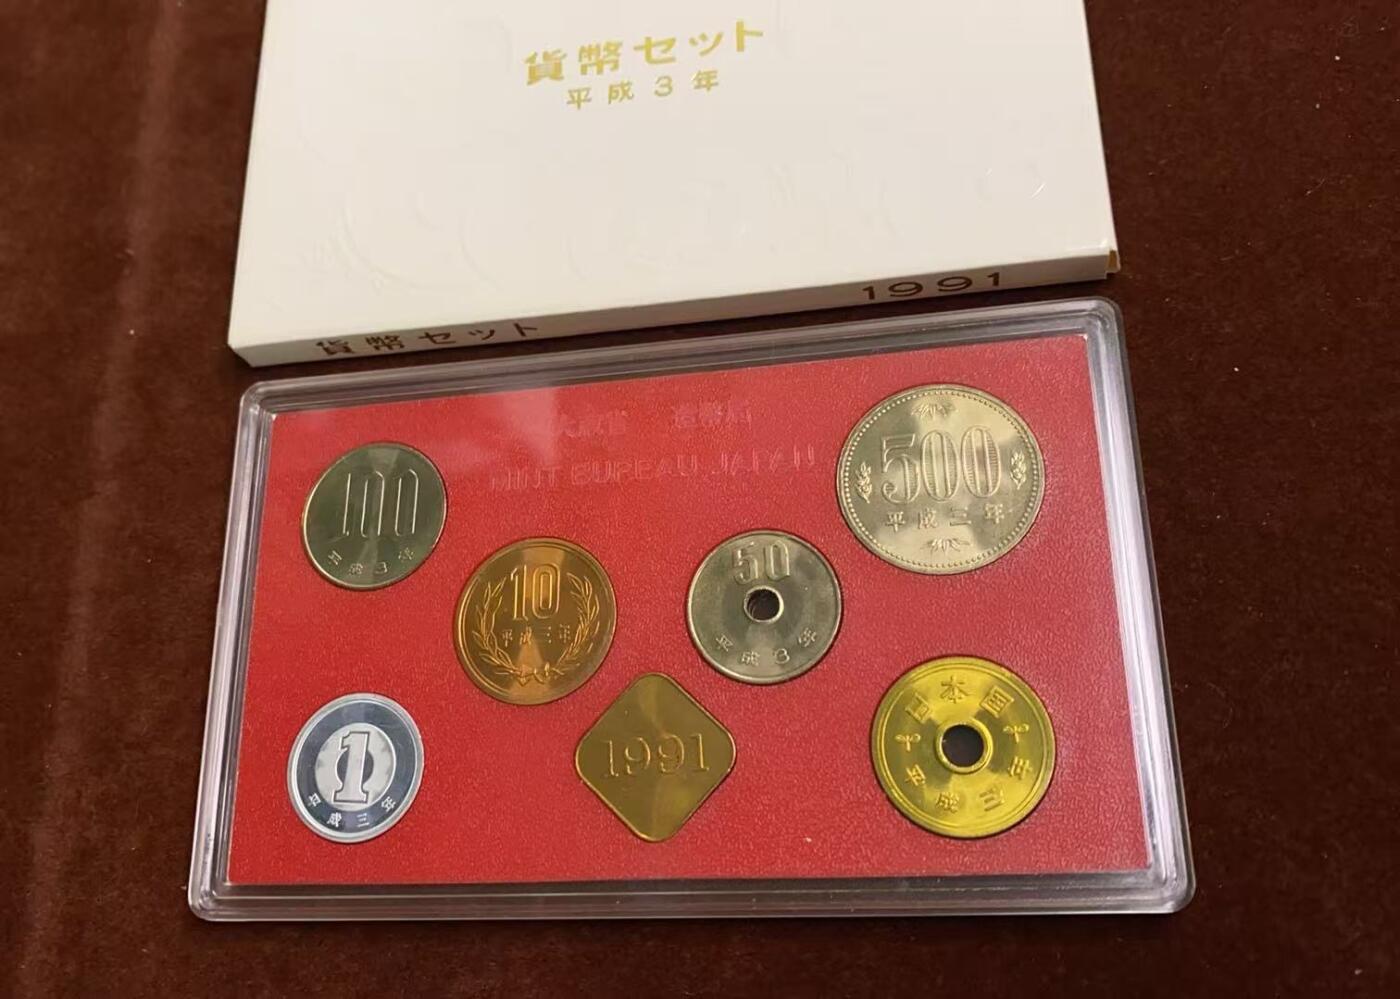 貨幣セット
平成3年
貨幣セット
1991
大蔵省 造幣局
MINT BUREAU JAPAN
100
平成3年
500
平成三年
10
平成三年
50
平成3年
1
平成三年
1991
日本国
平成三年